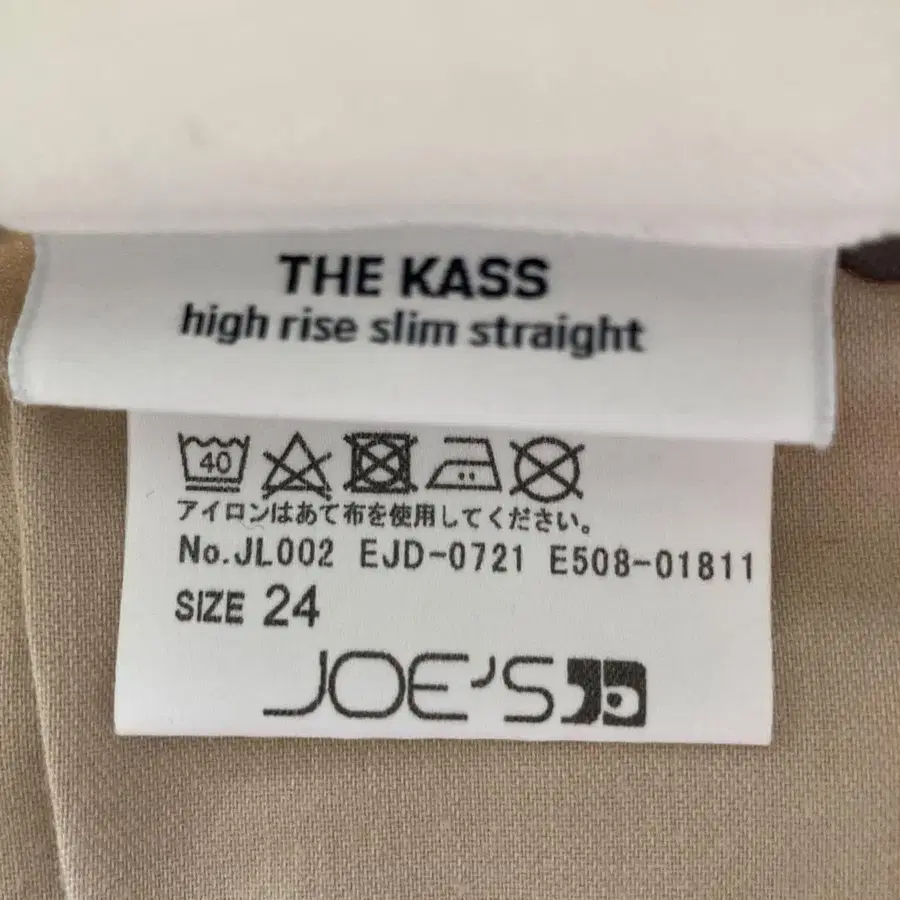 THE KASS
high rise slim straight
40
アイロンはあて布を使用してください。
No.JL002 EJD-0721 E508-01811
SIZE 24
JOE'S